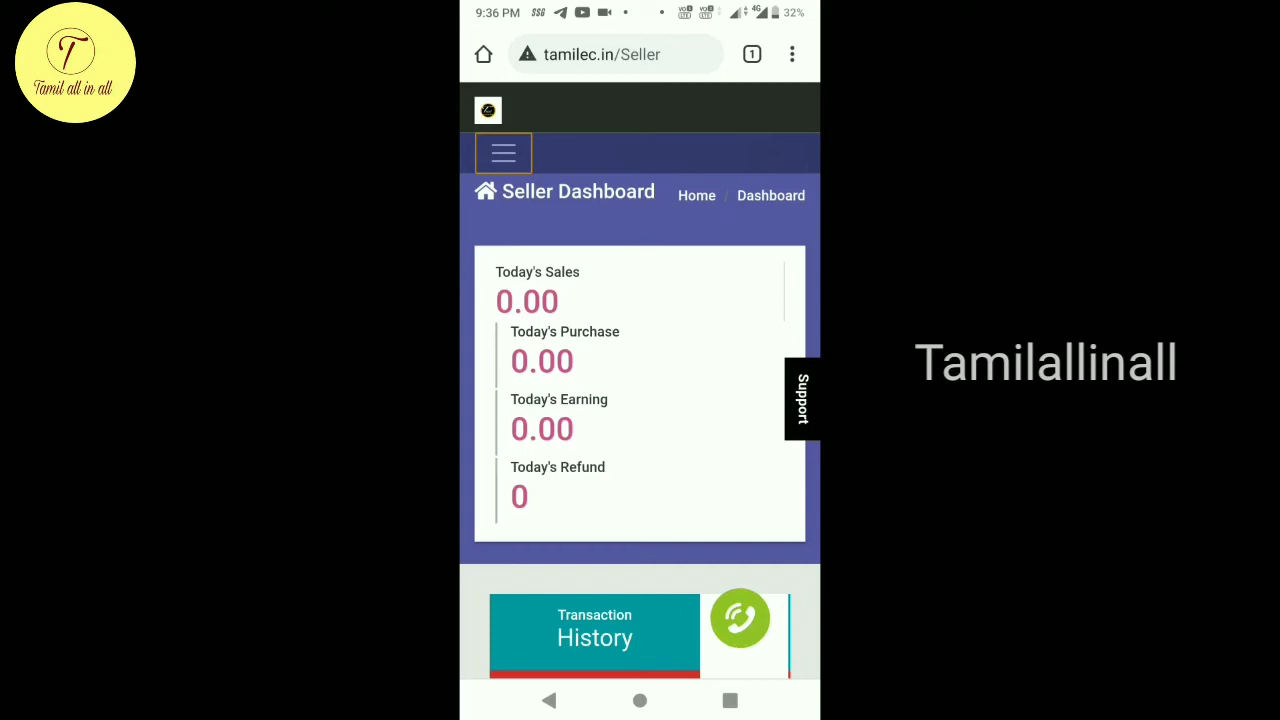 T
Tamil all in all
9:36 PM
4G
32%
tamilec.in/Seller
1
Seller Dashboard
Home / Dashboard
Today's Sales
0.00
Today's Purchase
0.00
Today's Earning
0.00
Today's Refund
0
Support
Tamilallinall
Transaction
History